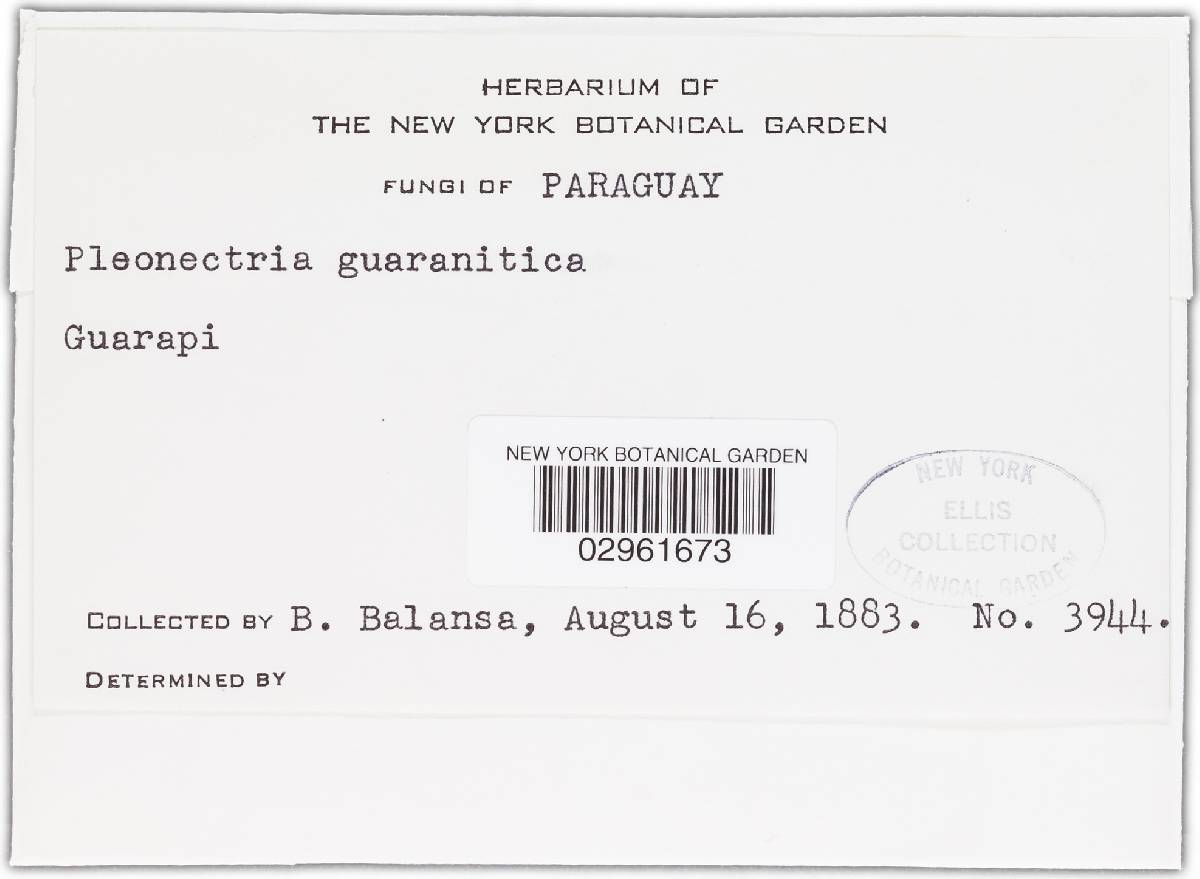 HERBARIUM OF
THE NEW YORK BOTANICAL GARDEN
FUNGI OF PARAGUAY
Pleonectria guaranitica
Guarapi
NEW YORK BOTANICAL GARDEN
02961673
NEW YORK
ELLIS
COLLECTION
BOTANICAL GARDEN
COLLECTED BY B. Balansa, August 16, 1883. No. 3944.
DETERMINED BY